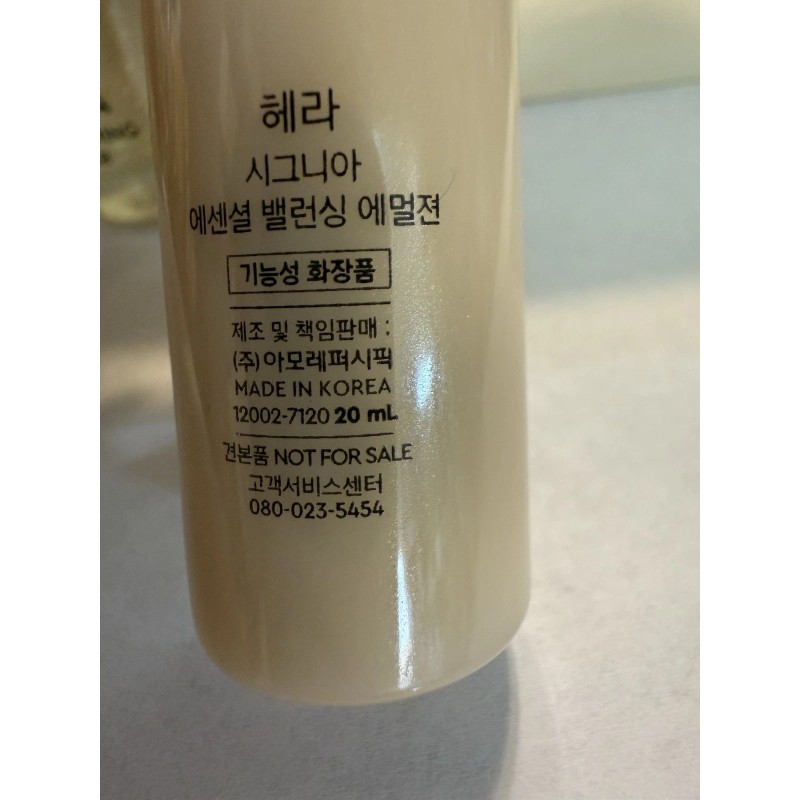 헤라
시그니아
에센셜 밸런싱 에멀젼
기능성 화장품
제조 및 책임판매 :
(주)아모레퍼시픽
MADE IN KOREA
12002-7120 20 mL
견본품 NOT FOR SALE
고객서비스센터
080-023-5454